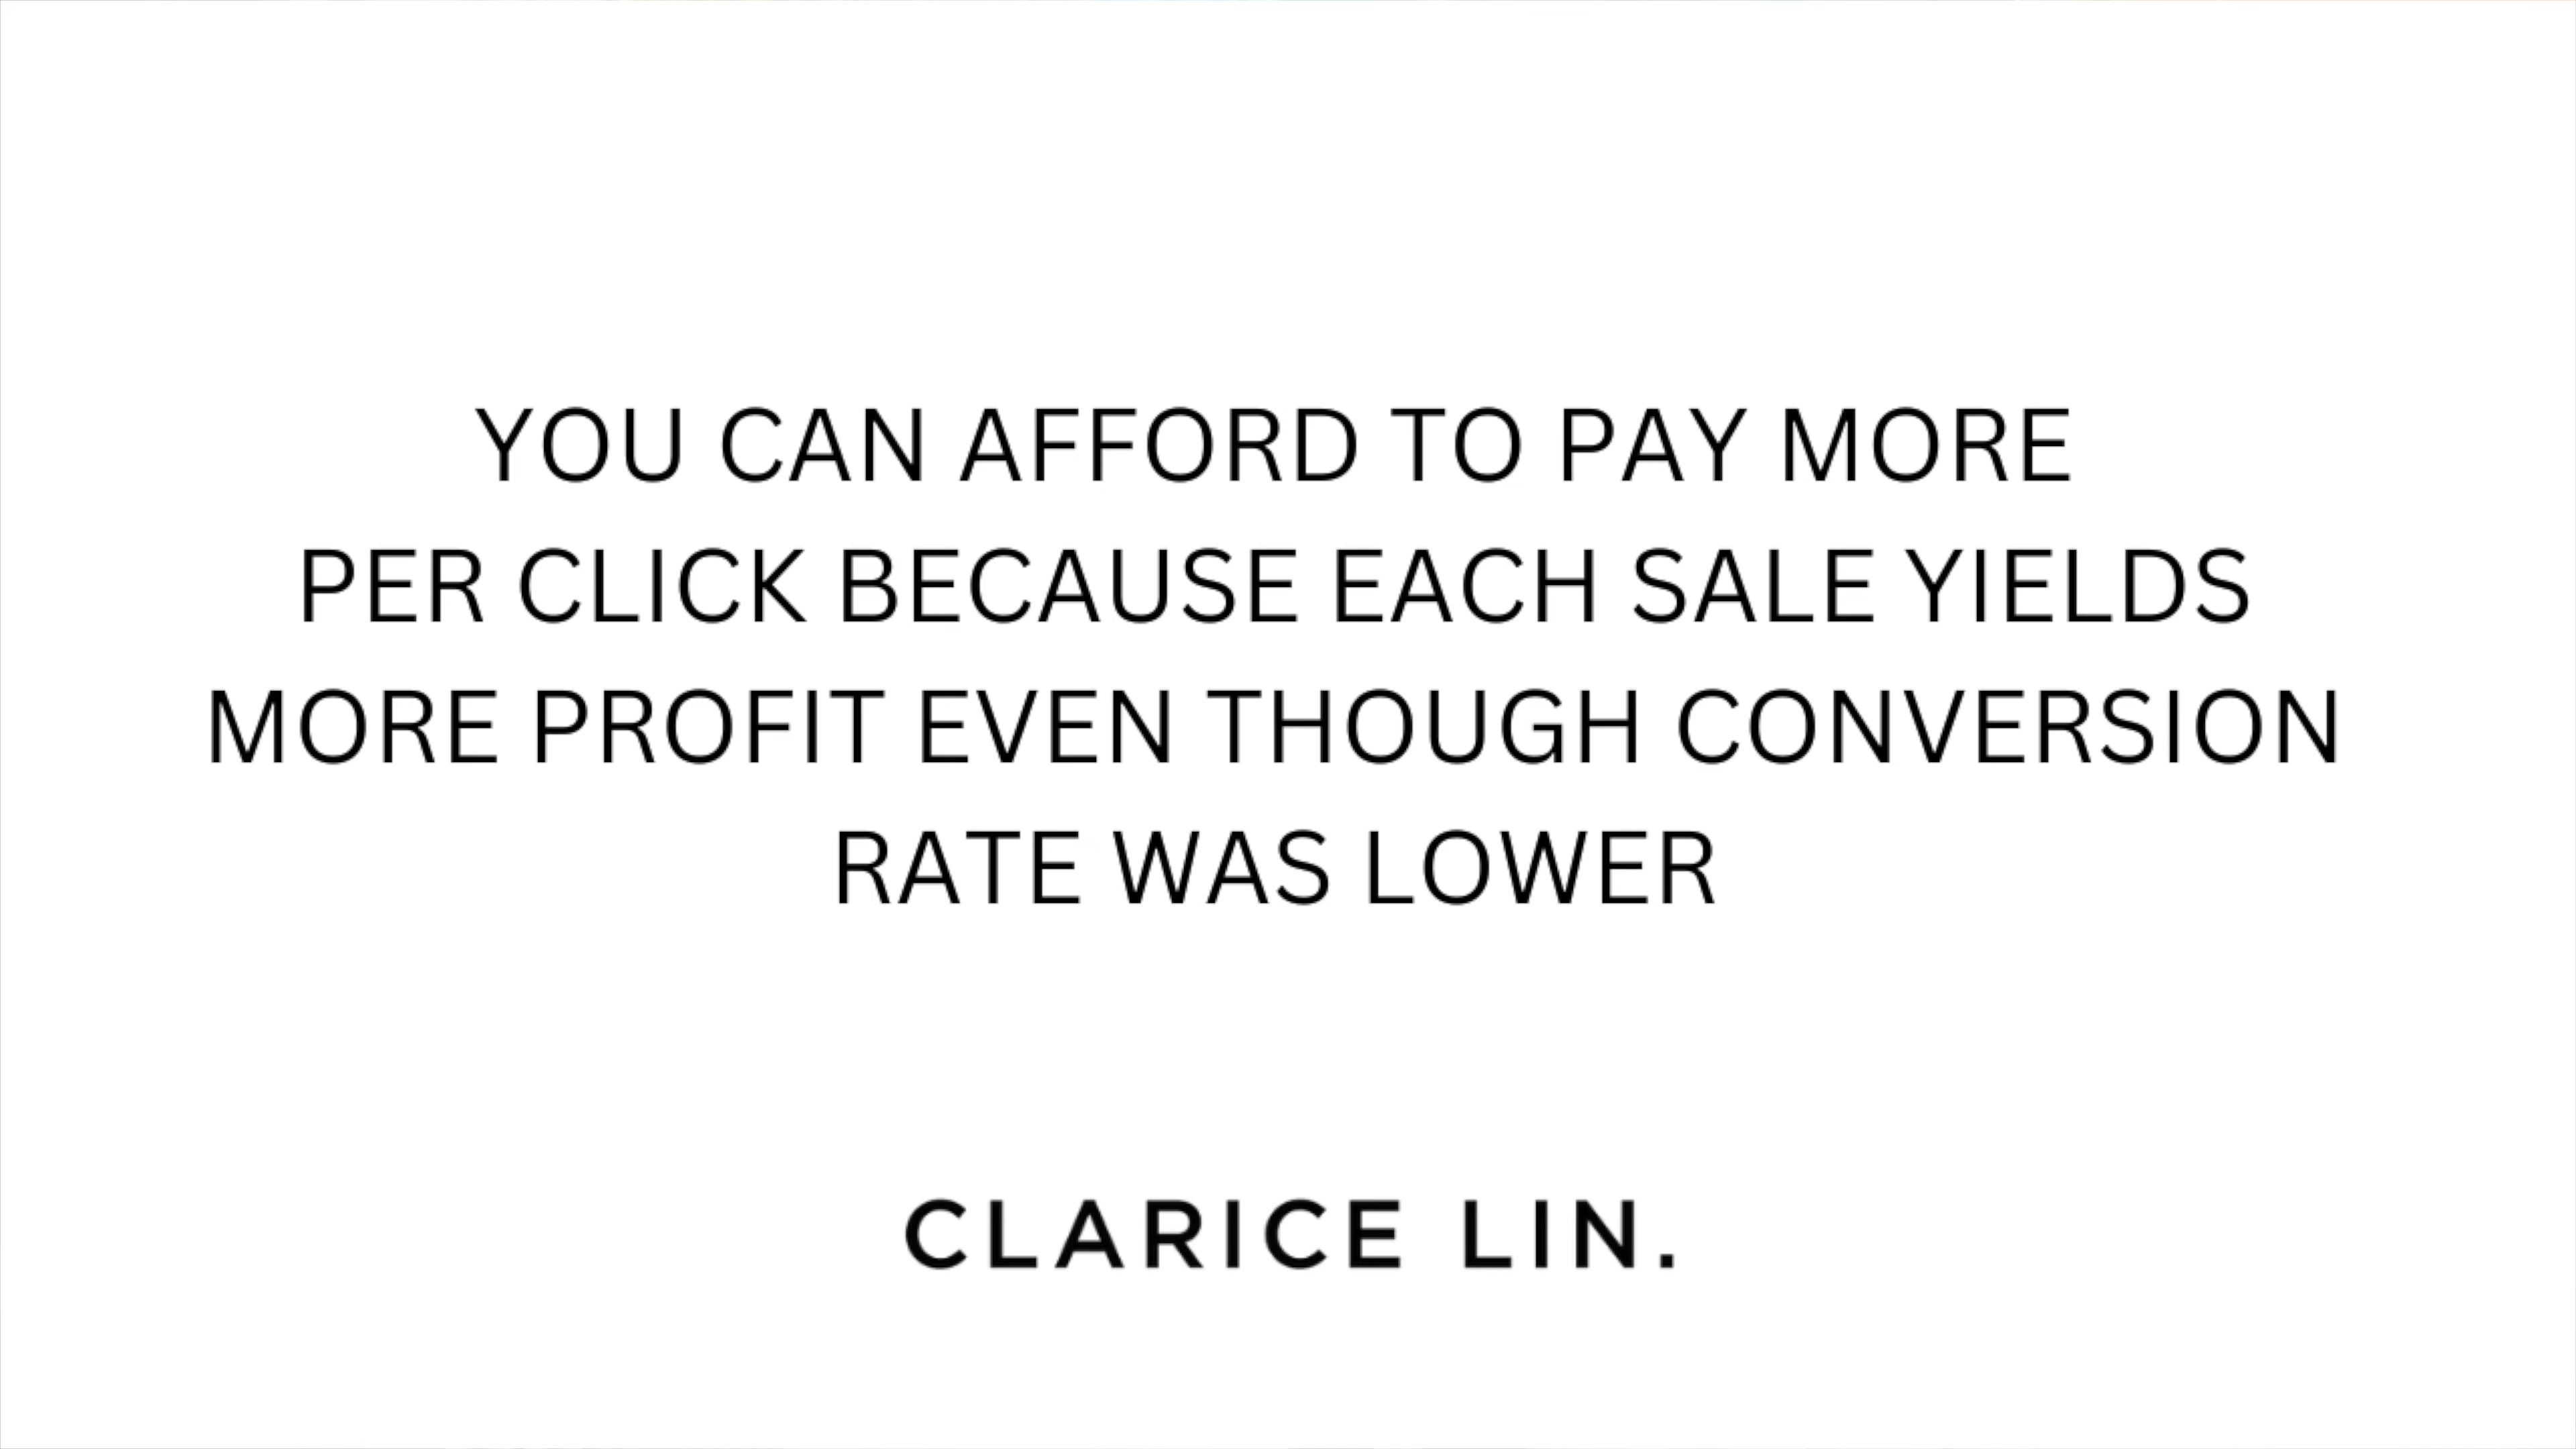 YOU CAN AFFORD TO PAY MORE
PER CLICK BECAUSE EACH SALE YIELDS
MORE PROFIT EVEN THOUGH CONVERSION
RATE WAS LOWER
CLARICE LIN.